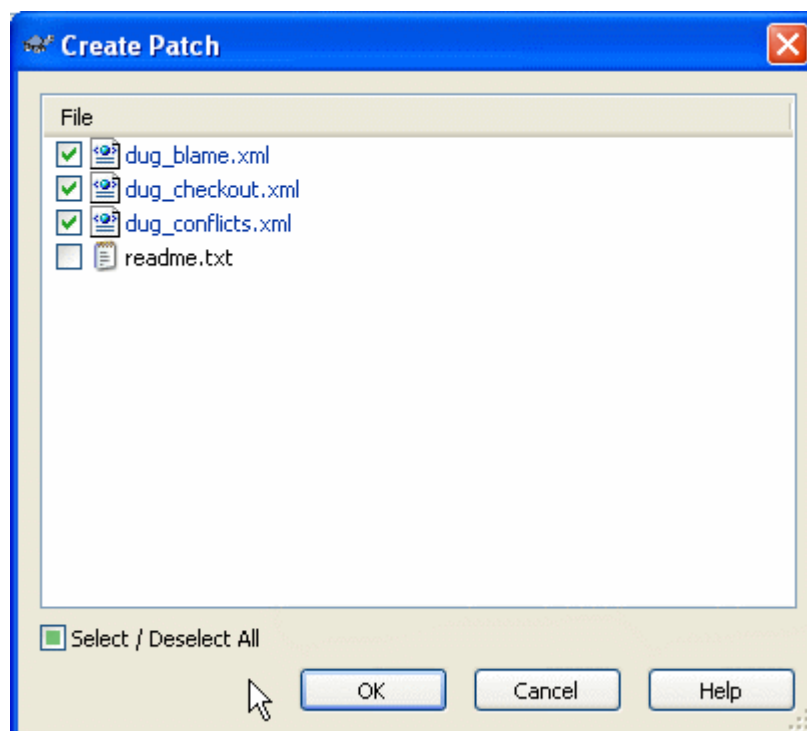 Create Patch
File
dug_blame.xml
dug_checkout.xml
dug_conflicts.xml
readme.txt
Select / Deselect All
OK Cancel Help